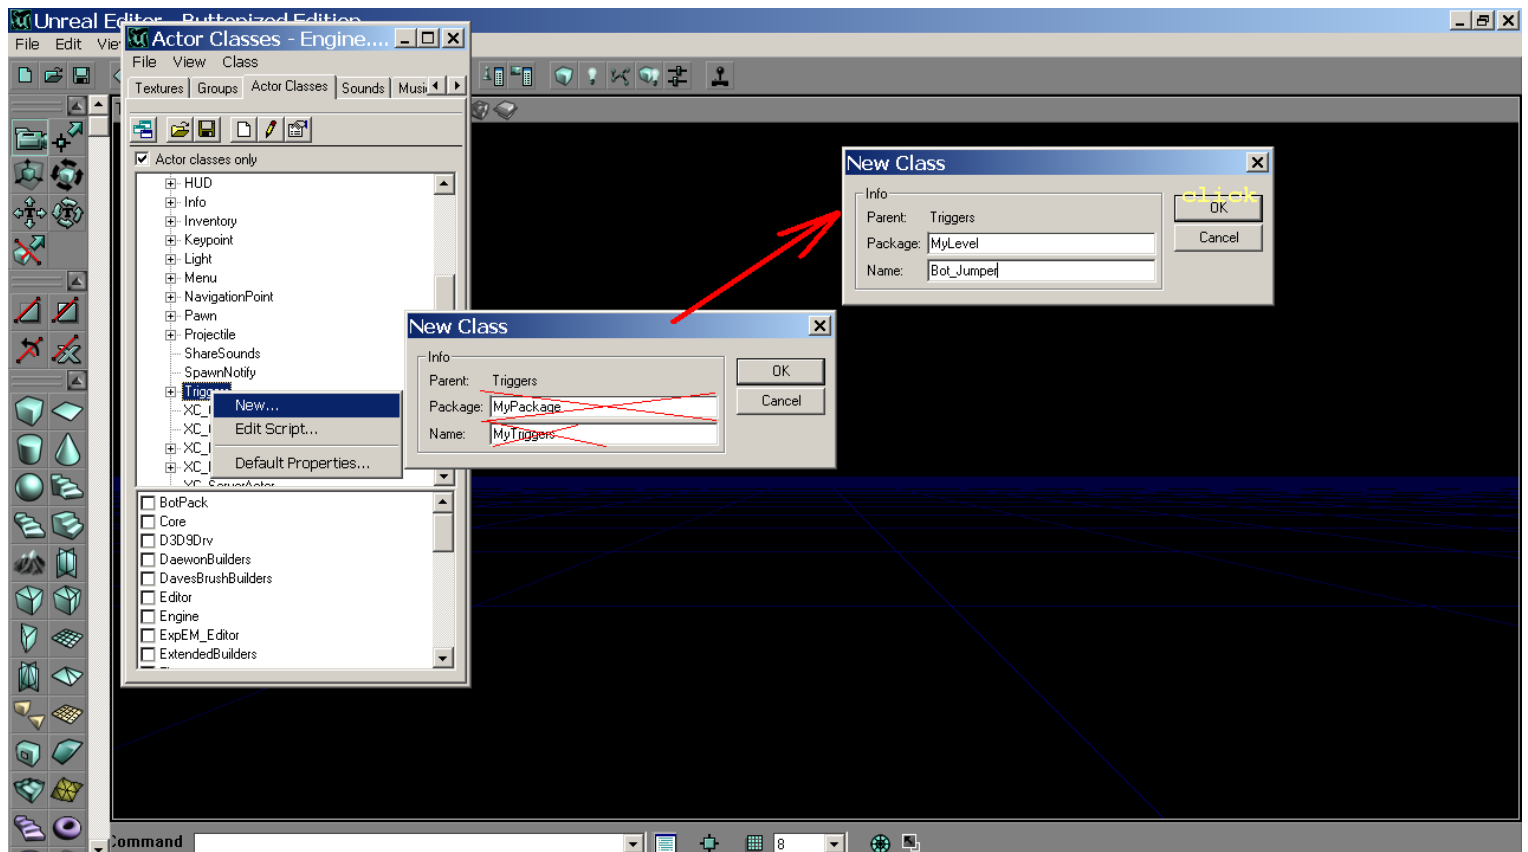 Unreal Editor - Buttonized Edition
File Edit
Actor Classes - Engine....
File View Class
Textures Groups Actor Classes Sounds
Actor classes only
HUD
Info
Inventory
Keypoint
Light
Menu
NavigationPoint
Pawn
Projectile
ShareSounds
SpawnNotify
Triggers
New...
Edit Script...
Default Properties...
BotPack
Core
D3D9Drv
DaewonBuilders
DavesBrushBuilders
Editor
Engine
ExpEM_Editor
ExtendedBuilders
New Class
Info
Parent: Triggers
Package: MyPackage
Name: MyTriggers
OK
Cancel
New Class
Info
Parent: Triggers
Package: MyLevel
Name: Bot_Jumper
click
OK
Cancel
Command
8